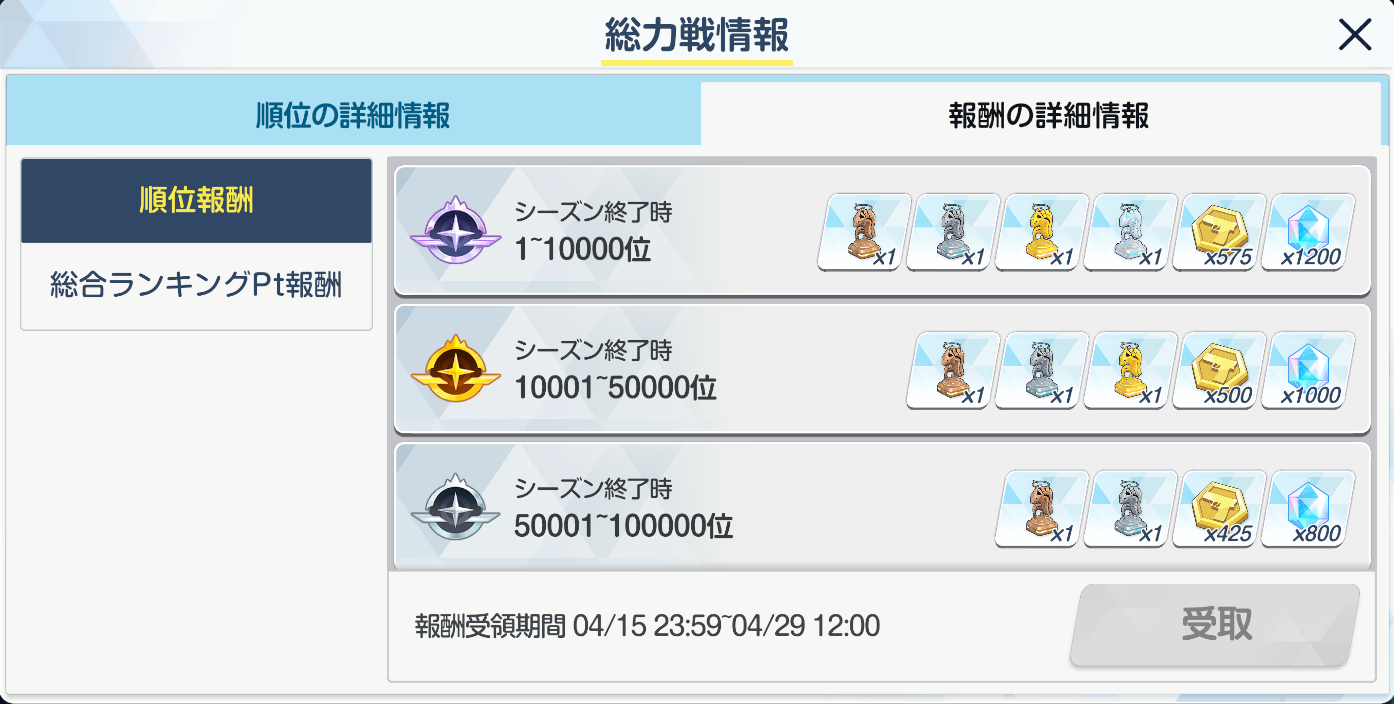 総力戦情報
順位の詳細情報
報酬の詳細情報
順位報酬
総合ランキングPt報酬
シーズン終了時
1~10000位
x1
x1
x1
x1
x575
x1200
シーズン終了時
10001~50000位
x1
x1
x1
x500
x1000
シーズン終了時
50001~100000位
x1
x1
x425
x800
報酬受領期間 04/15 23:59~04/29 12:00
受取